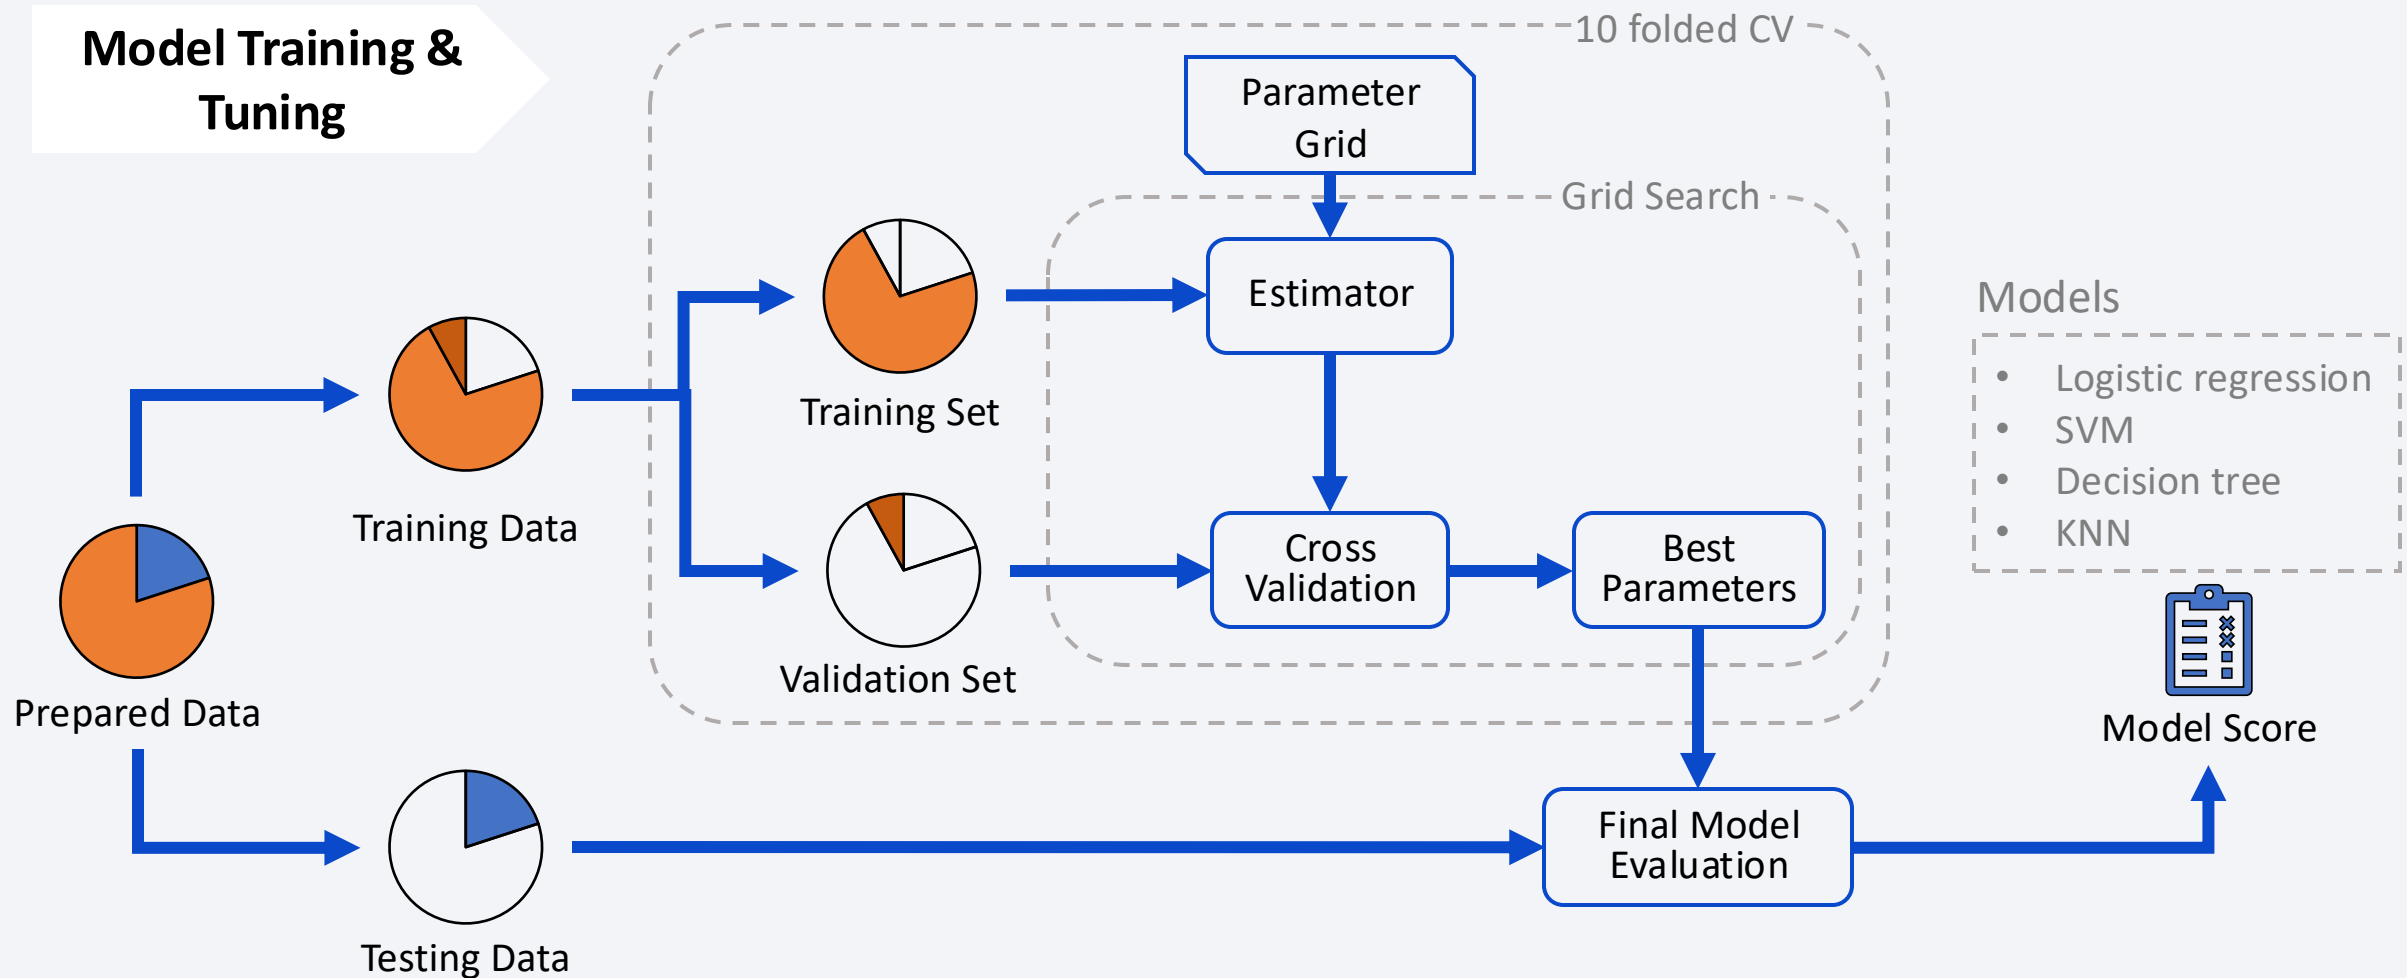 Model Training &
Tuning
10 folded CV
Parameter
Grid
Grid Search
Estimator
Training Set
Training Data
Models
• Logistic regression
• SVM
• Decision tree
• KNN
Cross
Validation
Best
Parameters
Validation Set
Prepared Data
Model Score
Final Model
Evaluation
Testing Data